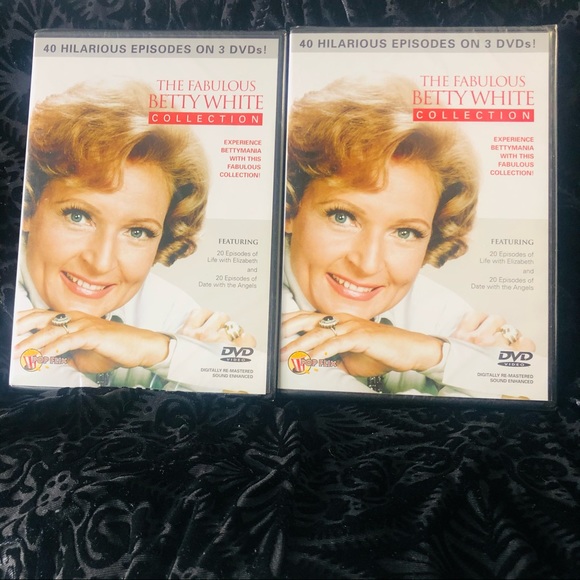 40 HILARIOUS EPISODES ON 3 DVDs!
THE FABULOUS
BETTY WHITE
COLLECTION
EXPERIENCE
BETTYMANIA
WITH THIS
FABULOUS
COLLECTION!
FEATURING
20 Episodes of
Life with Elizabeth
and
20 Episodes of
Date with the Angels
DVD
VIDEO
DIGITALLY RE-MASTERED
SOUND ENHANCED
40 HILARIOUS EPISODES ON 3 DVDs!
THE FABULOUS
BETTY WHITE
COLLECTION
EXPERIENCE
BETTYMANIA
WITH THIS
FABULOUS
COLLECTION!
FEATURING
20 Episodes of
Life with Elizabeth
and
20 Episodes of
Date with the Angels
DVD
VIDEO
DIGITALLY RE-MASTERED
SOUND ENHANCED